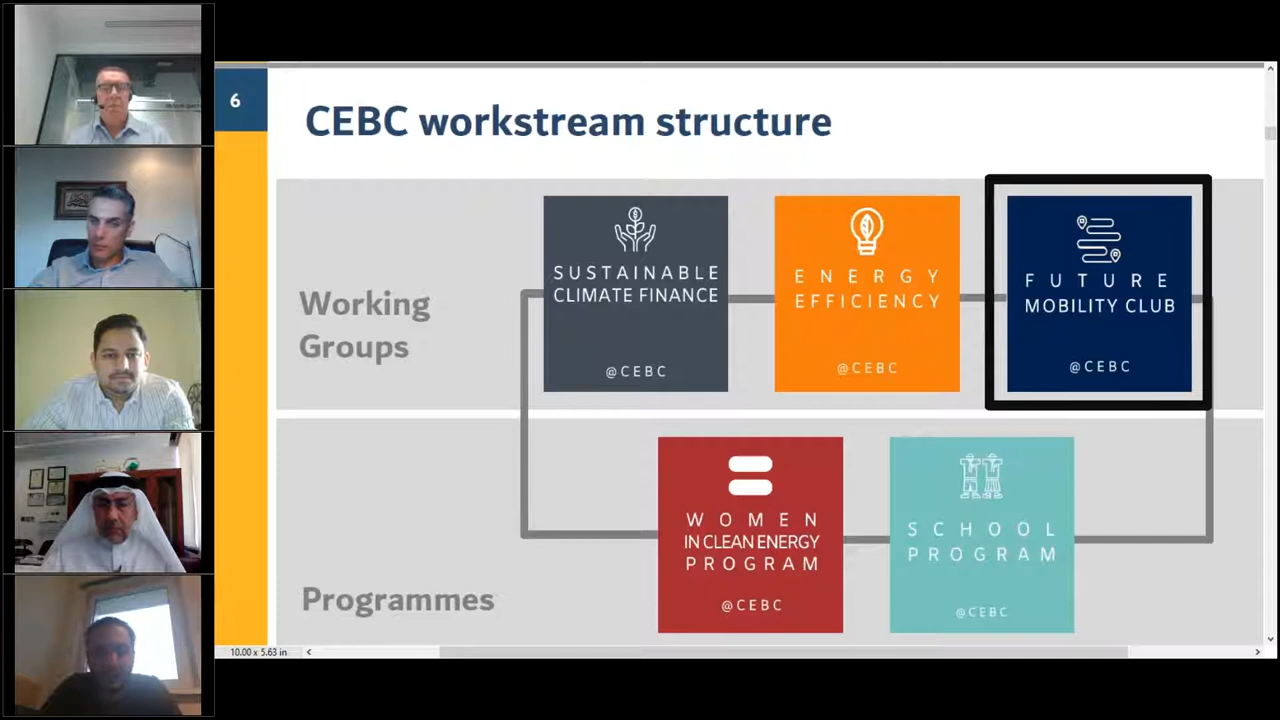 6
CEBC workstream structure
Working
Groups
SUSTAINABLE
CLIMATE FINANCE
@CEBC
ENERGY
EFFICIENCY
@CEBC
FUTURE
MOBILITY CLUB
@CEBC
Programmes
WOMEN
IN CLEAN ENERGY
PROGRAM
@CEBC
SCHOOL
PROGRAM
@CEBC
10.00 x 5.63 in